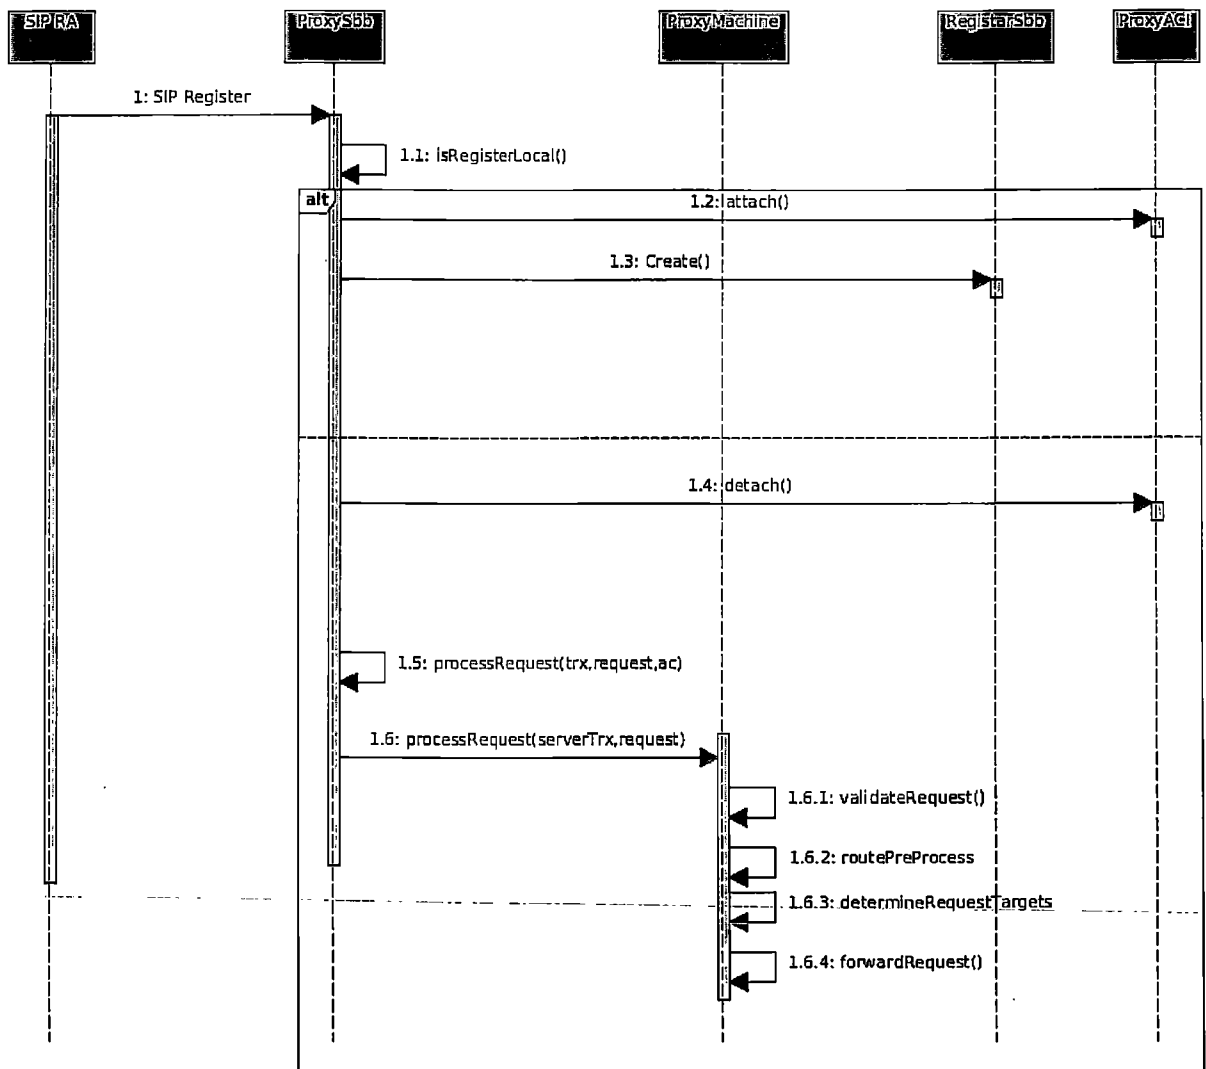 SIP RA
ProxySbb
ProxyMachine
RegistarSbb
ProxyACI
1: SIP Register
1.1: isRegisterLocal()
alt
1.2: attach()
1.3: Create()
1.4: detach()
1.5: processRequest(trx,request,ac)
1.6: processRequest(serverTrx,request)
1.6.1: validateRequest()
1.6.2: routePreProcess
1.6.3: determineRequestTargets
1.6.4: forwardRequest()